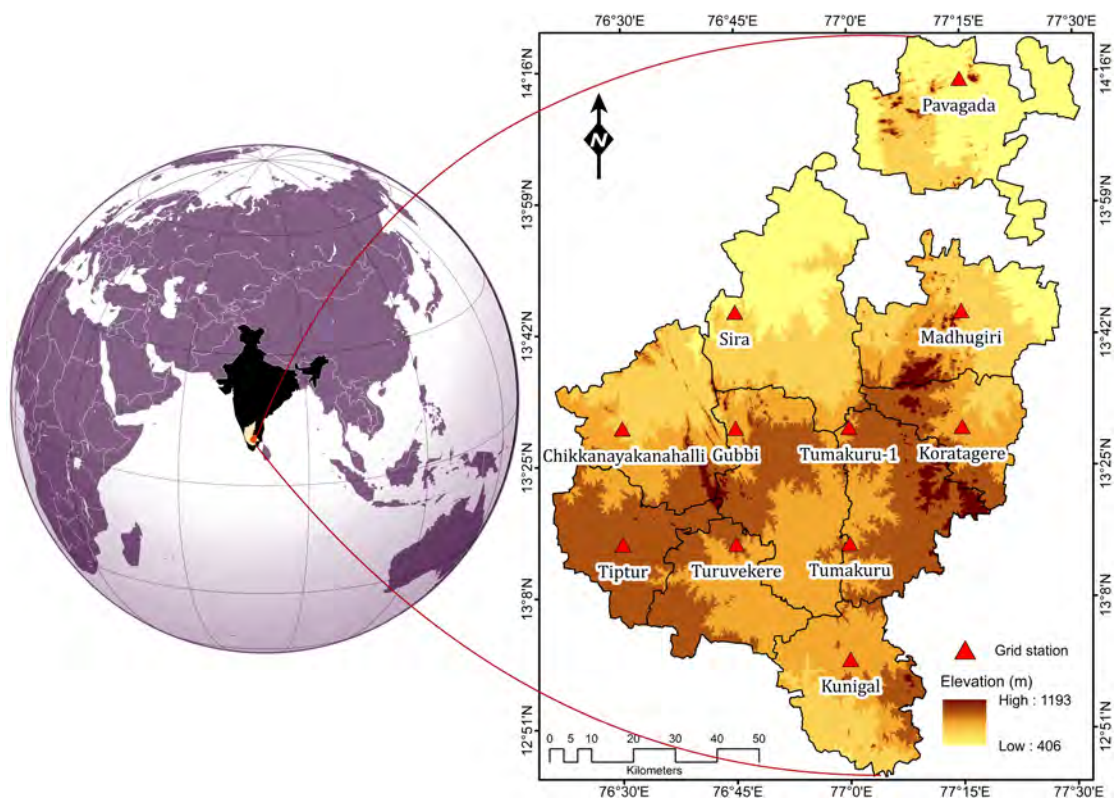 76°30'E 76°45'E 77°0'E 77°15'E 77°30'E
14°16'N
14°16'N
Pavagada
N
13°59'N
13°59'N
Sira
Madhugiri
13°42'N
13°42'N
Chikkanayakanahalli Gubbi Tumakuru-1 Koratagere
13°25'N
13°25'N
Tiptur Turuvekere Tumakuru
13°8'N
13°8'N
Grid station
Kunigal
Elevation (m)
High : 1193
Low : 406
12°51'N
12°51'N
0 5 10 20 30 40 50
Kilometers
76°30'E 76°45'E 77°0'E 77°15'E 77°30'E